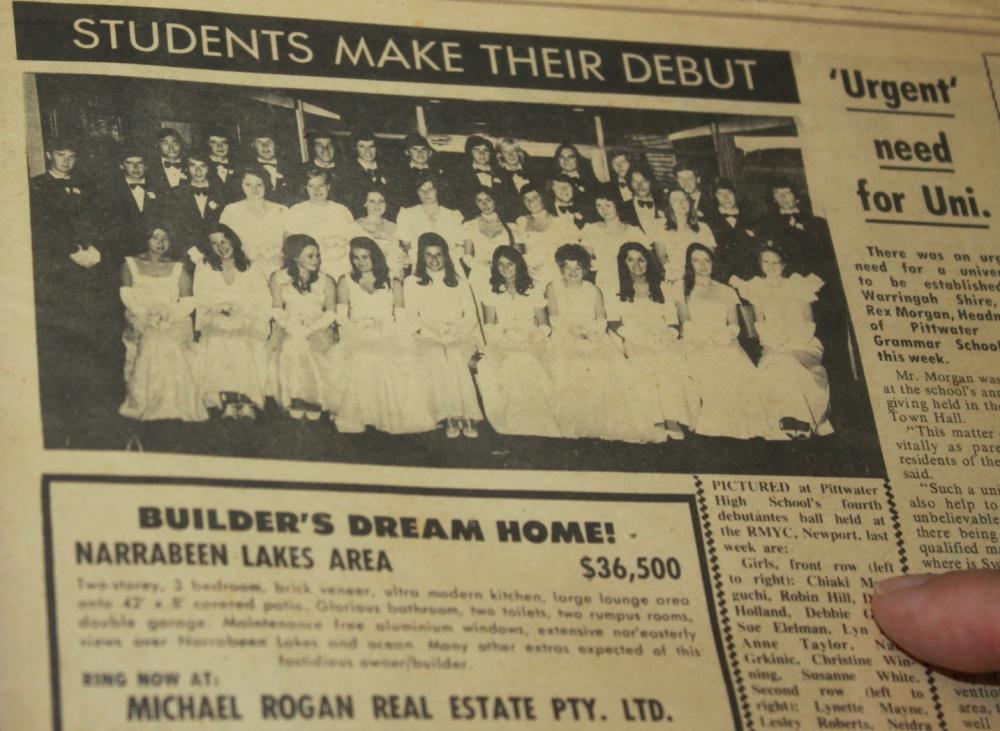 STUDENTS MAKE THEIR DEBUT
BUILDER'S DREAM HOME!
NARRABEEN LAKES AREA $36,500
Two-storey, 3 bedroom, brick veneer, ultra modern kitchen, large lounge area
onto 42' x 8' covered patio. Glorious bathroom, two toilets, two rumpus rooms,
double garage. Maintenance free aluminium windows, extensive nor'easterly
views over Narrabeen Lakes and ocean. Many other extras expected of this
fastidious owner/builder.
RING NOW AT:
MICHAEL ROGAN REAL ESTATE PTY. LTD.
PICTURED at Pittwater
High School's fourth
debutantes ball held at
the RMYC, Newport, last
week are:
Girls, front row (left
to right): Chiaki
guchi, Robin Hill,
Holland, Debbie
Sue Elelman, Lyn
Anne Taylor,
Grkinic, Christine Win-
ning, Susanne White.
Second row (left to
right): Lynette Mayne,
Lesley Roberts, Neidra
'Urgent'
need
for Uni.
There was an urg
need for a univer
to be established
Warringah Shire,
Rex Morgan, Headm
of Pittwater
Grammar School
this week.
Mr. Morgan was
at the school's ann
giving held in the
Town Hall.
"This matter
vitally as pare
residents of the
said.
"Such a uni
also help to
unbelievable
there being
qualified ma
where is Syd
ventio
area, t
well